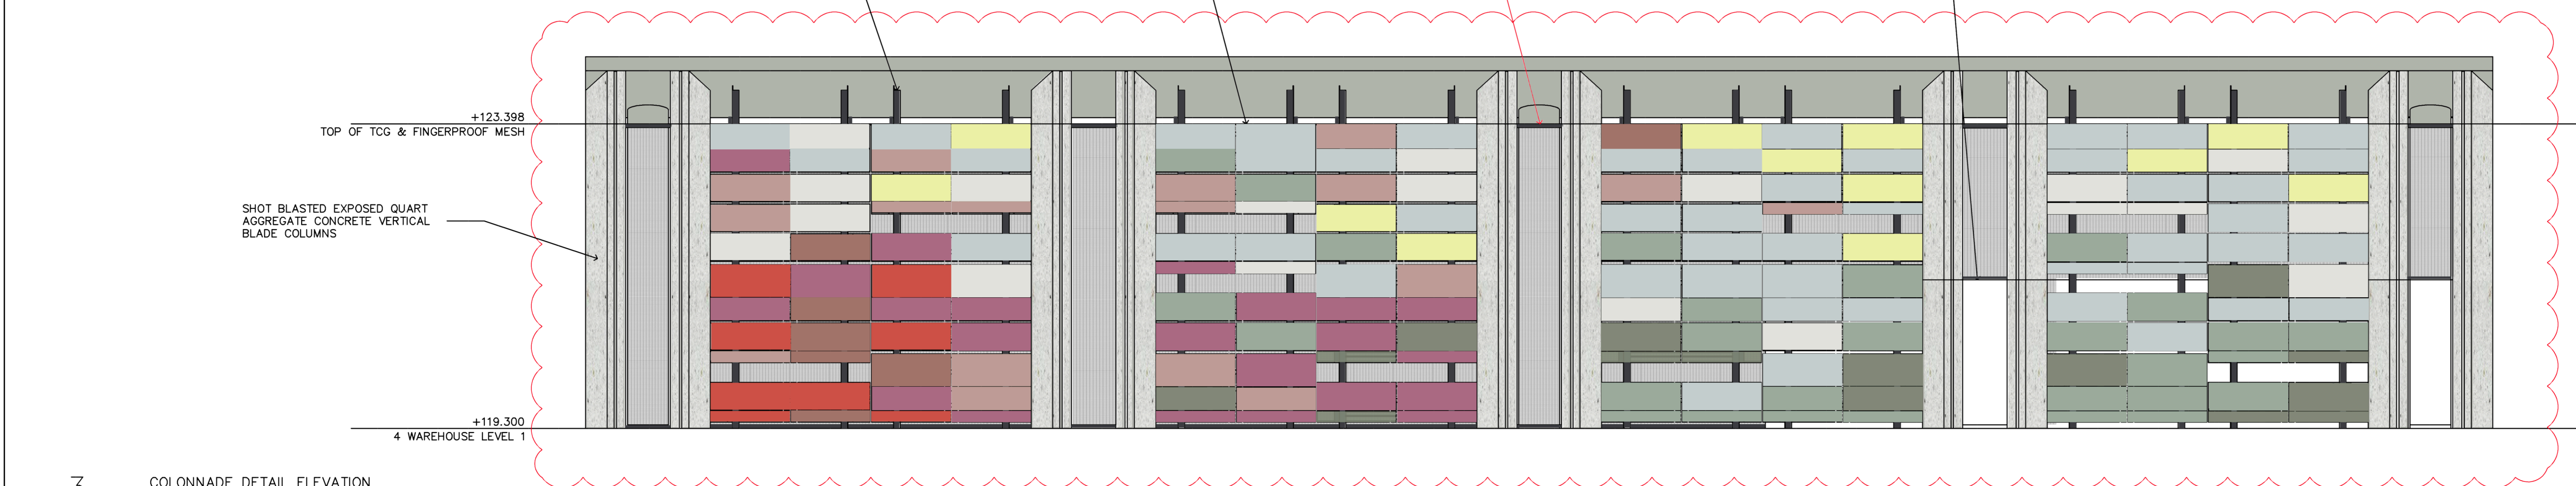 +123.398
TOP OF TCG & FINGERPROOF MESH
SHOT BLASTED EXPOSED QUART
AGGREGATE CONCRETE VERTICAL
BLADE COLUMNS
+119.300
4 WAREHOUSE LEVEL 1
3 COLONNADE DETAIL ELEVATION